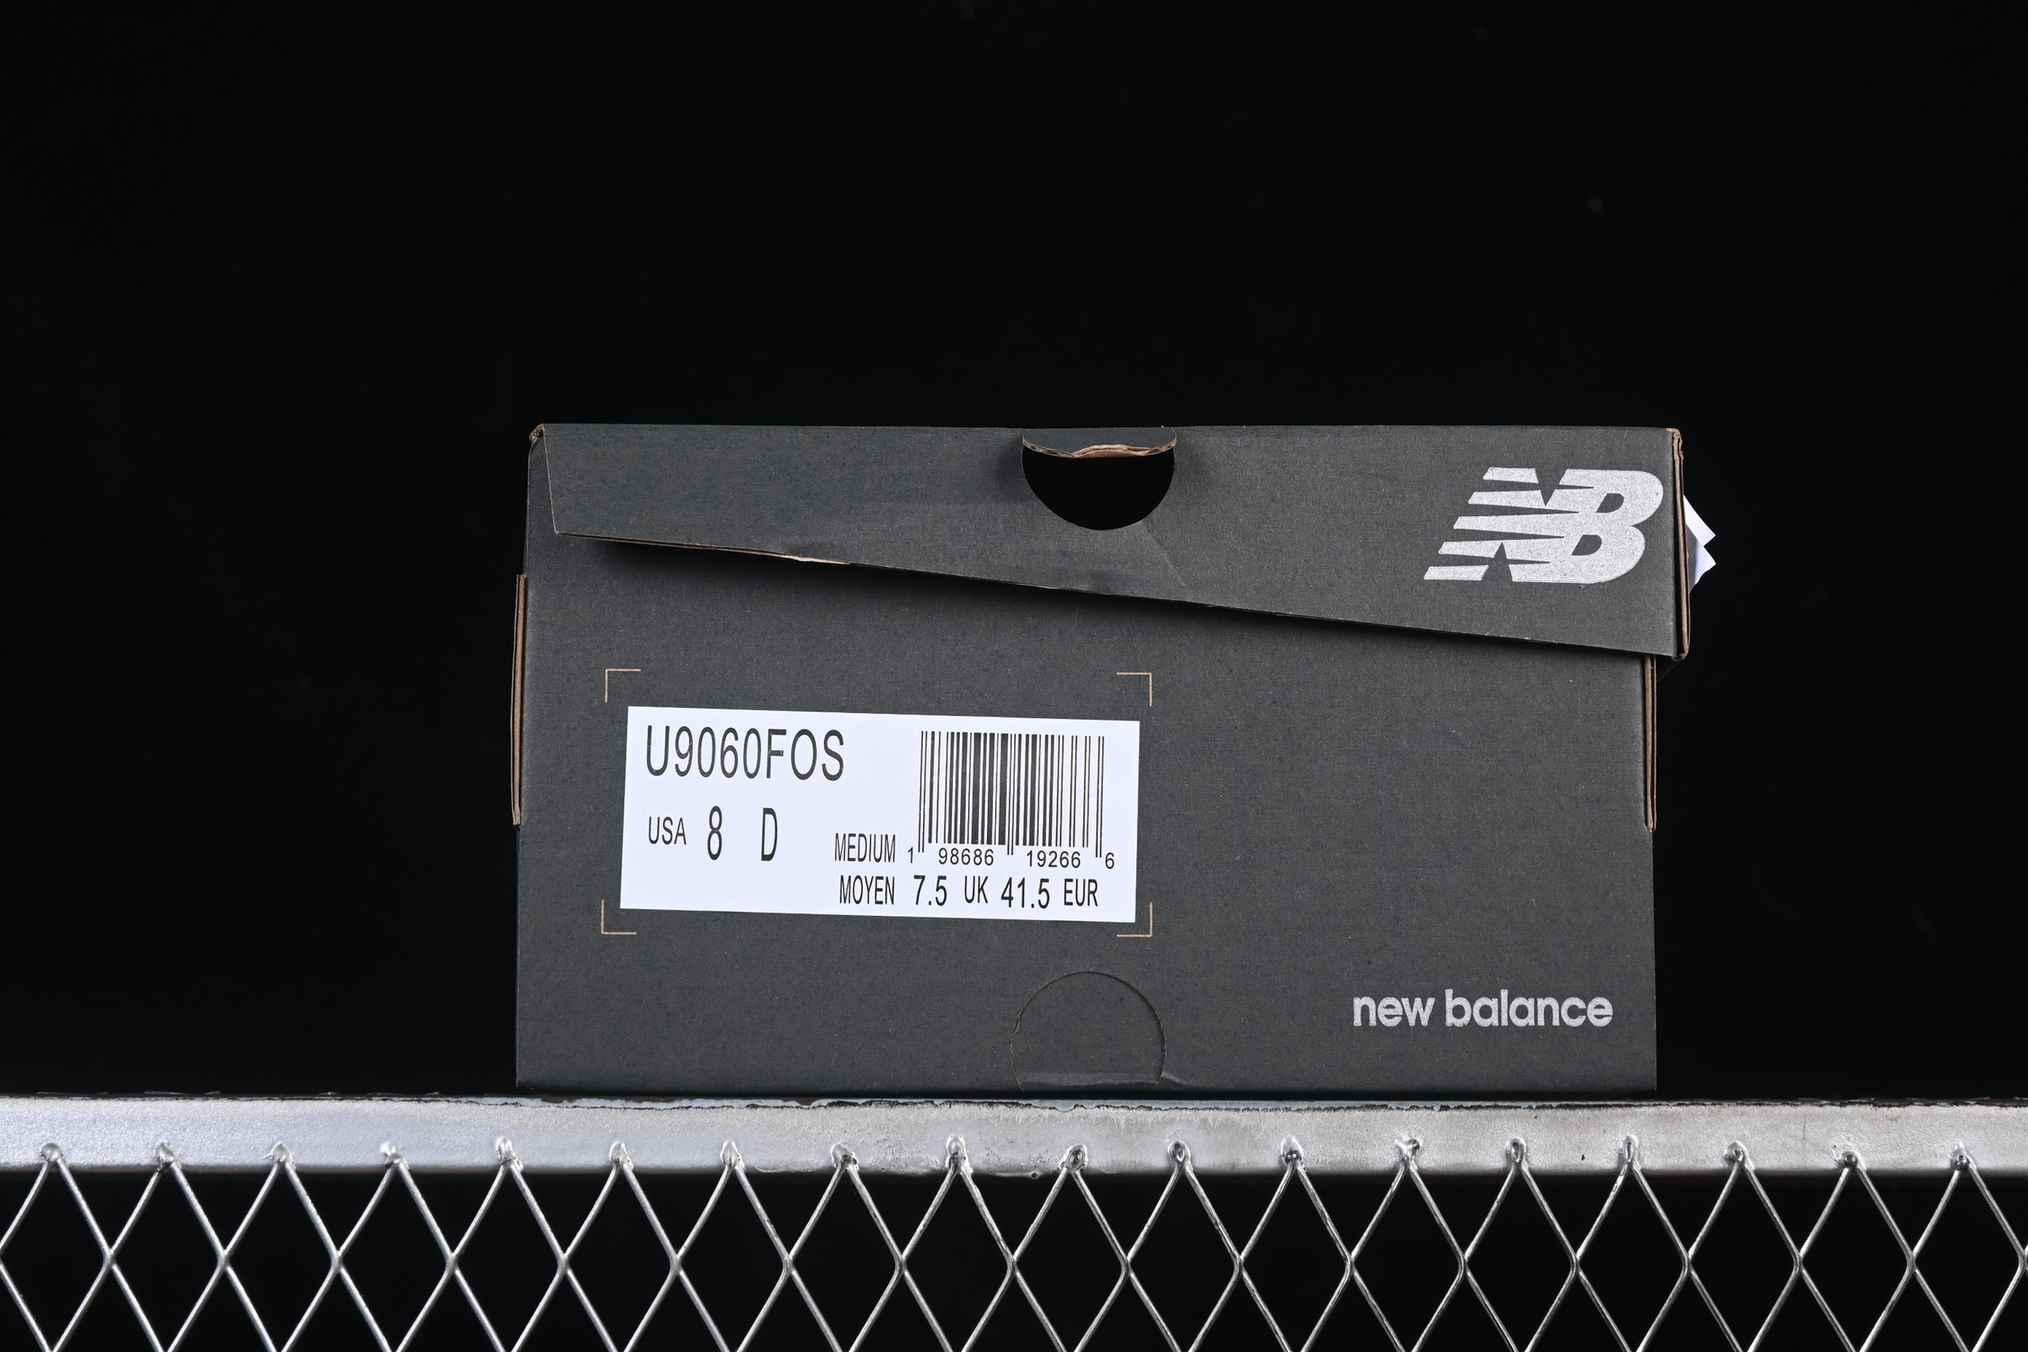 NB
U9060FOS
USA 8 D
MEDIUM 1 98686 19266 6
MOYEN 7.5 UK 41.5 EUR
new balance